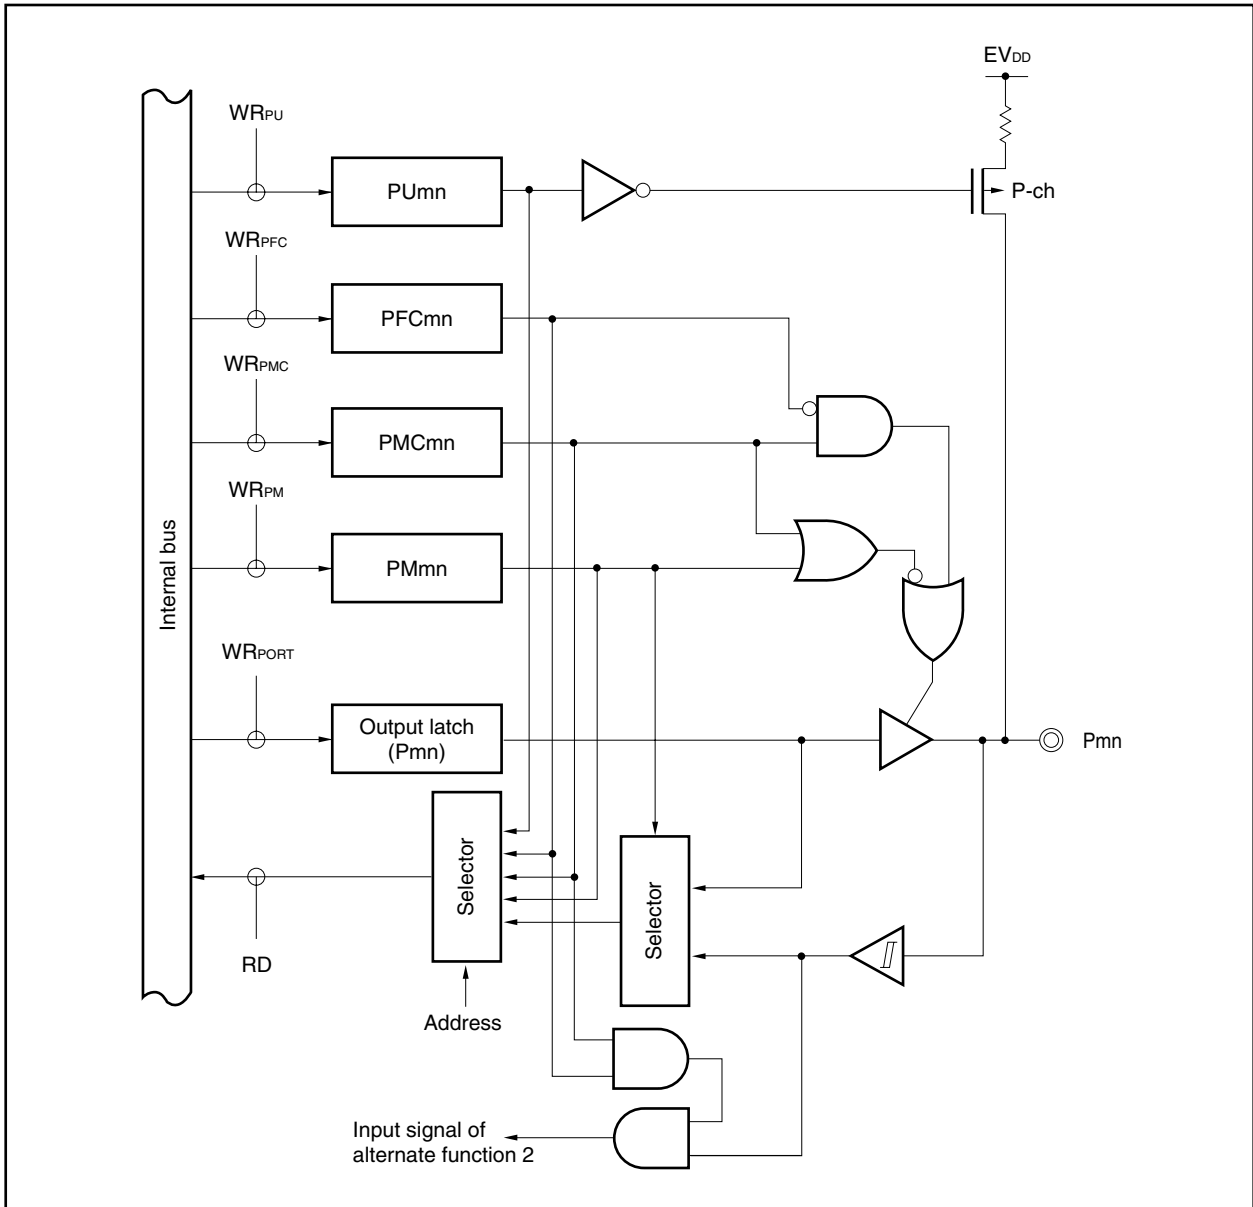 EVDD
WRPU
PUmn
P-ch
WRPFC
PFCmn
WRPMC
PMCmn
WRPM
PMmn
Internal bus
WRPORT
Output latch
(Pmn)
Pmn
Selector
Selector
RD
Address
Input signal of
alternate function 2